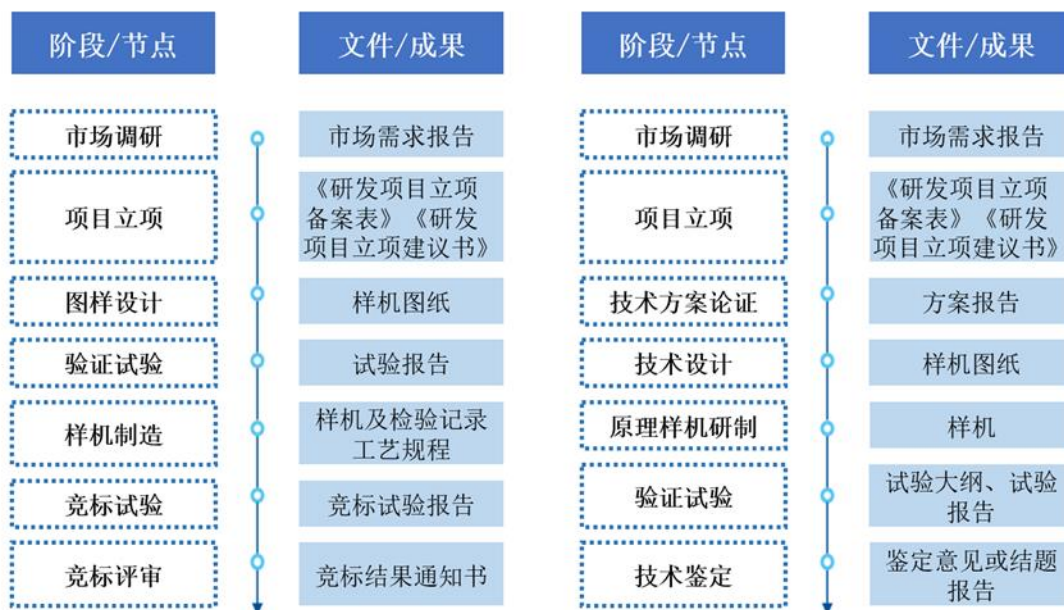 阶段/节点
文件/成果
市场调研
市场需求报告
项目立项
《研发项目立项
备案表》《研发
项目立项建议书》
图样设计
样机图纸
验证试验
试验报告
样机制造
样机及检验记录
工艺规程
竞标试验
竞标试验报告
竞标评审
竞标结果通知书
阶段/节点
文件/成果
市场调研
市场需求报告
项目立项
《研发项目立项
备案表》《研发
项目立项建议书》
技术方案论证
方案报告
技术设计
样机图纸
原理样机研制
样机
验证试验
试验大纲、试验
报告
技术鉴定
鉴定意见或结题
报告